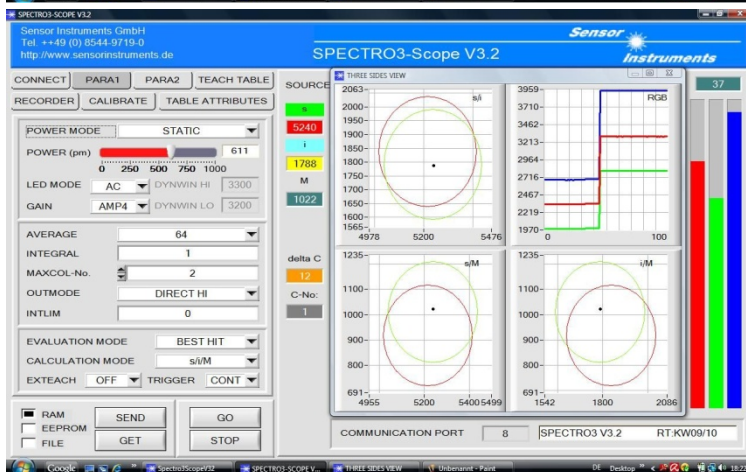 SPECTRO3-SCOPE V3.2
Sensor Instruments GmbH
Tel. ++49 (0) 8544-9719-0
http://www.sensorinstruments.de
SPECTRO3-Scope V3.2
Sensor
Instruments
CONNECT PARA1 PARA2 TEACH TABLE
RECORDER CALIBRATE TABLE ATTRIBUTES
POWER MODE STATIC
POWER (pm) 611
0 250 500 750 1000
LED MODE AC DYNWIN HI 3300
GAIN AMP4 DYNWIN LO 3200
AVERAGE 64
INTEGRAL 1
MAXCOL-No. 2
OUTMODE DIRECT HI
INTLIM 0
EVALUATION MODE BEST HIT
CALCULATION MODE s/i/M
EXTEACH OFF TRIGGER CONT
RAM
EEPROM
FILE
SEND GO
GET STOP
SOURCE
s
5240
i
1788
M
1022
delta C
12
C-No:
1
THREE SIDES VIEW
s/i
2063
2000
1950
1900
1850
1800
1750
1700
1650
1600
1565
4978 5200 5476
RGB
3959
3710
3462
3213
2964
2716
2467
2219
1970
0 100
s/M
1235
1100
1000
900
800
691
4955 5200 5400 5499
i/M
1235
1100
1000
900
800
691
1542 1800 2086
37
COMMUNICATION PORT 8 SPECTRO3 V3.2 RT:KW09/10
Google Spectro3ScopeV32 SPECTRO3-SCOPE V... THREE SIDES VIEW Unbenannt - Paint DE Desktop